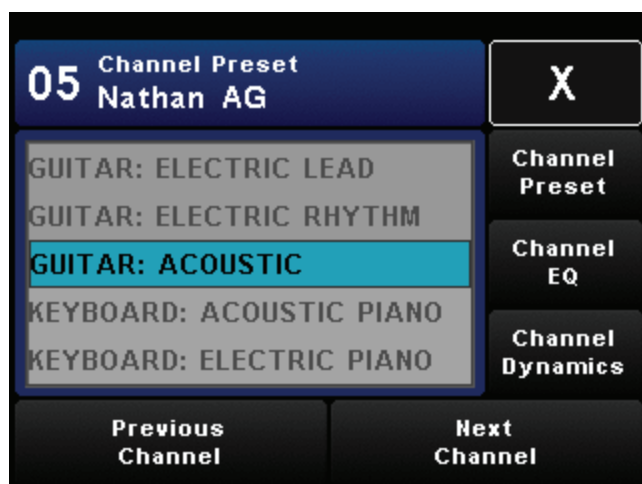 05 Channel Preset
Nathan AG
X
GUITAR: ELECTRIC LEAD
GUITAR: ELECTRIC RHYTHM
GUITAR: ACOUSTIC
KEYBOARD: ACOUSTIC PIANO
KEYBOARD: ELECTRIC PIANO
Channel
Preset
Channel
EQ
Channel
Dynamics
Previous
Channel
Next
Channel